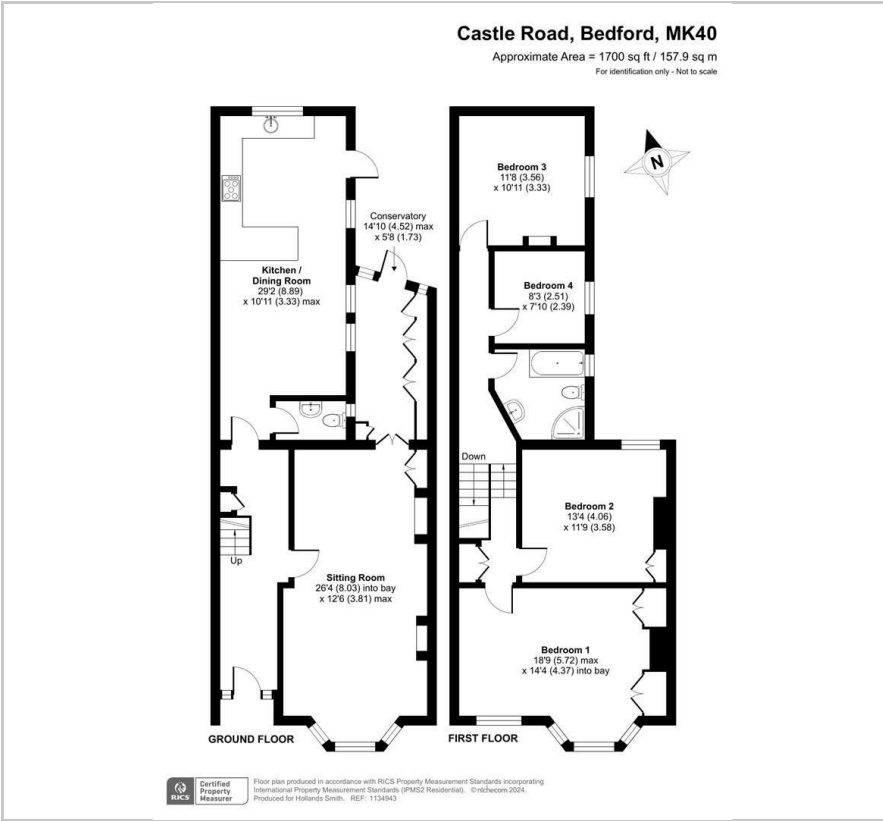 Castle Road, Bedford, MK40
Approximate Area = 1700 sq ft / 157.9 sq m
For identification only - Not to scale
N
Kitchen /
Dining Room
29'2 (8.89)
x 10'11 (3.33) max
Conservatory
14'10 (4.52) max
x 5'8 (1.73)
Up
Sitting Room
26'4 (8.03) into bay
x 12'6 (3.81) max
GROUND FLOOR
Bedroom 3
11'8 (3.56)
x 10'11 (3.33)
Bedroom 4
8'3 (2.51)
x 7'10 (2.39)
Down
Bedroom 2
13'4 (4.06)
x 11'9 (3.58)
Bedroom 1
18'9 (5.72) max
x 14'4 (4.37) into bay
FIRST FLOOR
RICS
Certified
Property
Measurer
Floor plan produced in accordance with RICS Property Measurement Standards incorporating
International Property Measurement Standards (IPMS2 Residential). ©nichecom 2024.
Produced for Hollands Smith. REF: 1134943